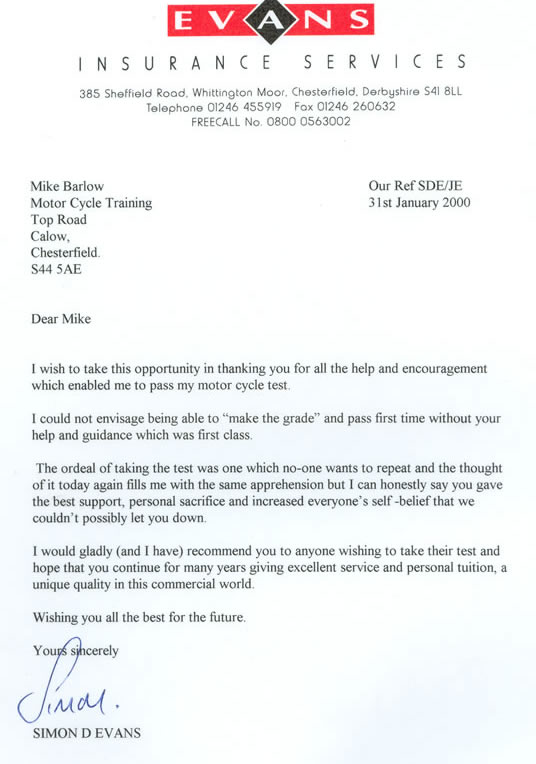 EVANS
INSURANCE SERVICES
385 Sheffield Road, Whittington Moor, Chesterfield, Derbyshire S41 8LL
Telephone 01246 455919 Fax 01246 260632
FREECALL No. 0800 0563002
Mike Barlow
Motor Cycle Training
Top Road
Calow,
Chesterfield.
S44 5AE
Our Ref SDE/JE
31st January 2000
Dear Mike
I wish to take this opportunity in thanking you for all the help and encouragement
which enabled me to pass my motor cycle test.
I could not envisage being able to “make the grade” and pass first time without your
help and guidance which was first class.
The ordeal of taking the test was one which no-one wants to repeat and the thought
of it today again fills me with the same apprehension but I can honestly say you gave
the best support, personal sacrifice and increased everyone’s self -belief that we
couldn’t possibly let you down.
I would gladly (and I have) recommend you to anyone wishing to take their test and
hope that you continue for many years giving excellent service and personal tuition, a
unique quality in this commercial world.
Wishing you all the best for the future.
Yours sincerely
Simon.
SIMON D EVANS